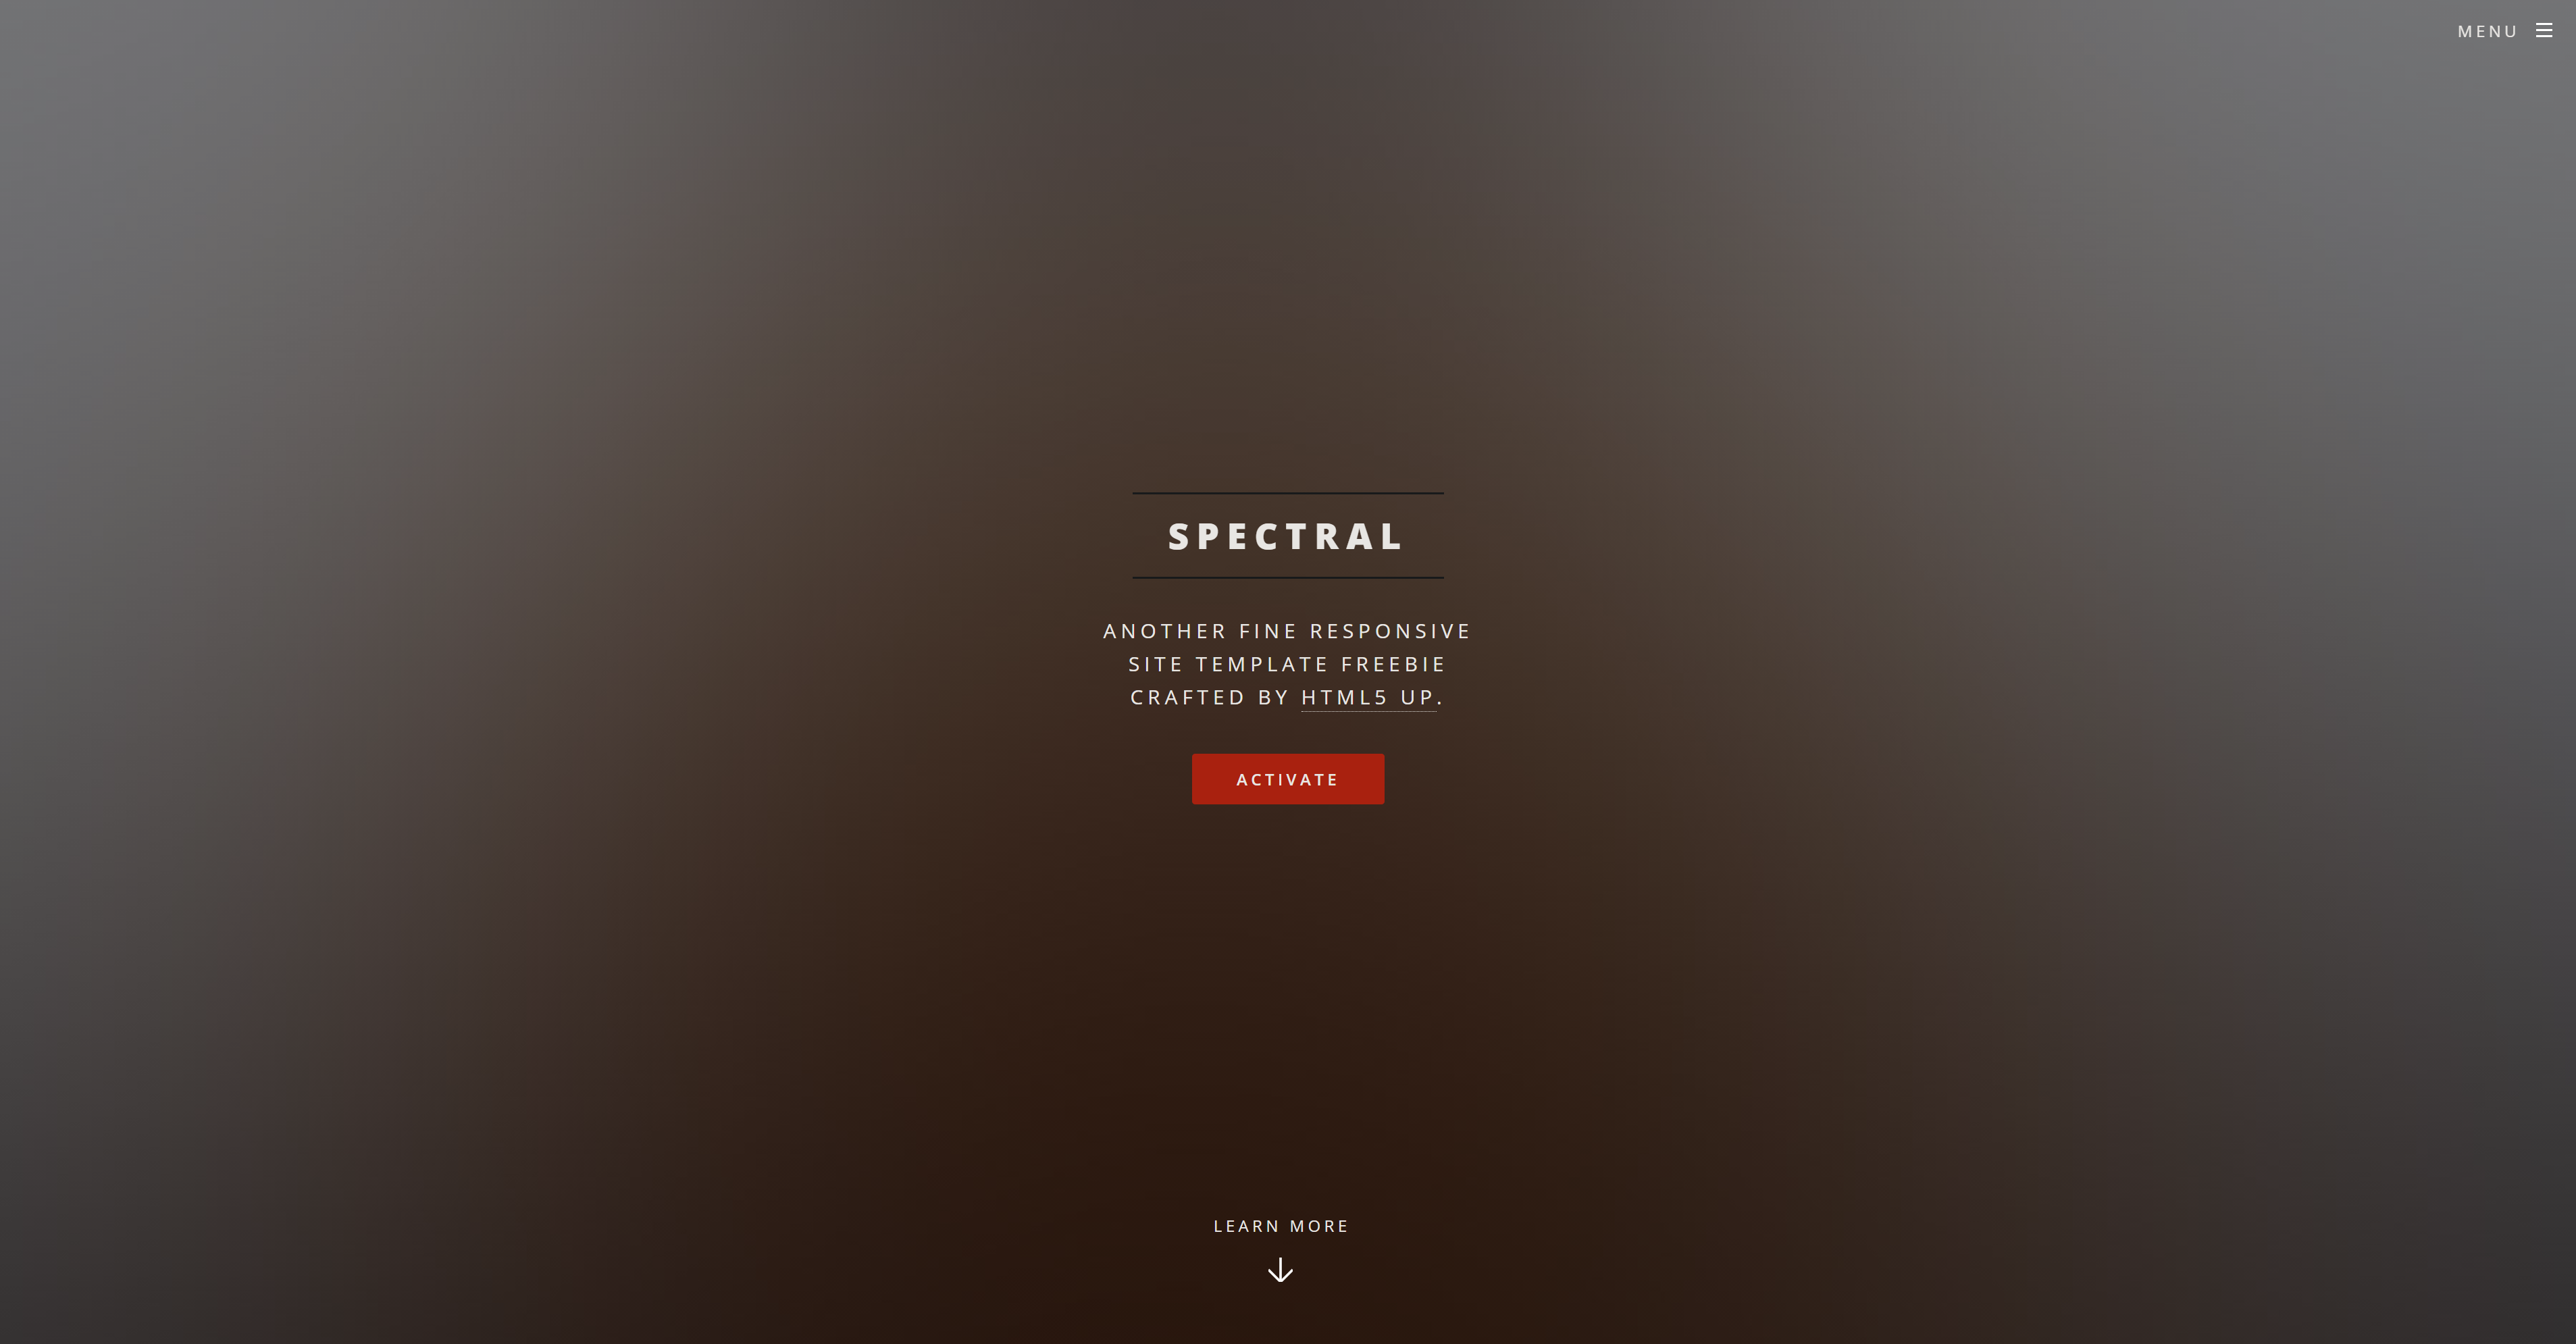 MENU
SPECTRAL
ANOTHER FINE RESPONSIVE
SITE TEMPLATE FREEBIE
CRAFTED BY HTML5 UP.
ACTIVATE
LEARN MORE